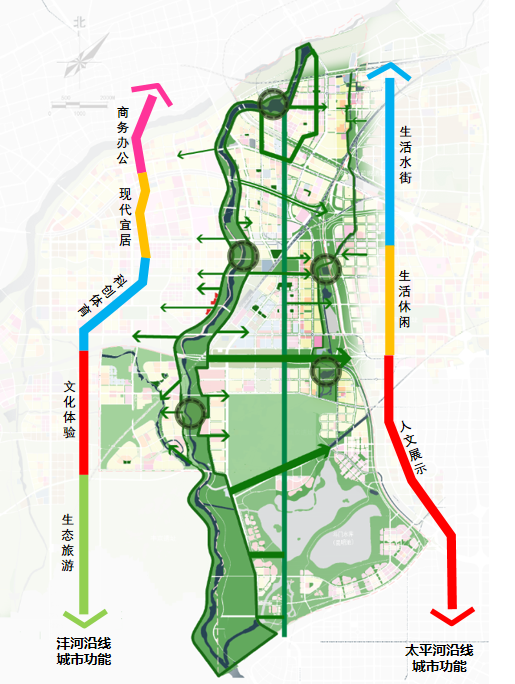 北
商务办公
现代宜居
科创体育
文化体验
生态旅游
沣河沿线
城市功能
生活水街
生活休闲
人文展示
太平河沿线
城市功能